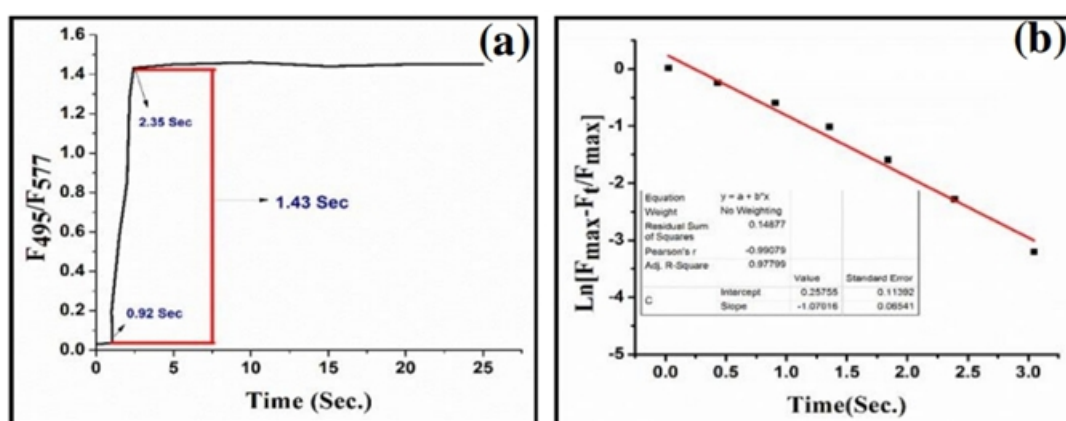 (a)
1.6
1.4
1.2
1.0
0.8
0.6
0.4
0.2
0.0
F495/F577
2.35 Sec
1.43 Sec
0.92 Sec
0 5 10 15 20 25
Time (Sec.)
(b)
0
-1
-2
-3
-4
-5
Ln[Fmax-Ft/Fmax]
Equation y = a + b*x
Weight No Weighting
Residual Sum of Squares 0.14877
Pearson's r -0.99079
Adj. R-Square 0.97799
Value Standard Error
C Intercept 0.25755 0.11392
Slope -1.07016 0.06541
0.0 0.5 1.0 1.5 2.0 2.5 3.0
Time(Sec.)